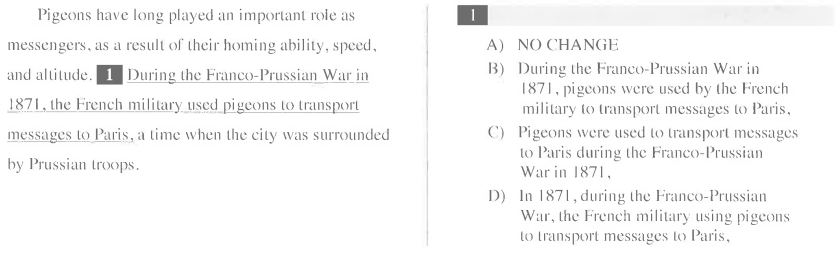 Pigeons have long played an important role as
messengers, as a result of their homing ability, speed,
and altitude. 1 During the Franco-Prussian War in
1871, the French military used pigeons to transport
messages to Paris, a time when the city was surrounded
by Prussian troops.
1
A) NO CHANGE
B) During the Franco-Prussian War in
1871, pigeons were used by the French
military to transport messages to Paris,
C) Pigeons were used to transport messages
to Paris during the Franco-Prussian
War in 1871,
D) In 1871, during the Franco-Prussian
War, the French military using pigeons
to transport messages to Paris,